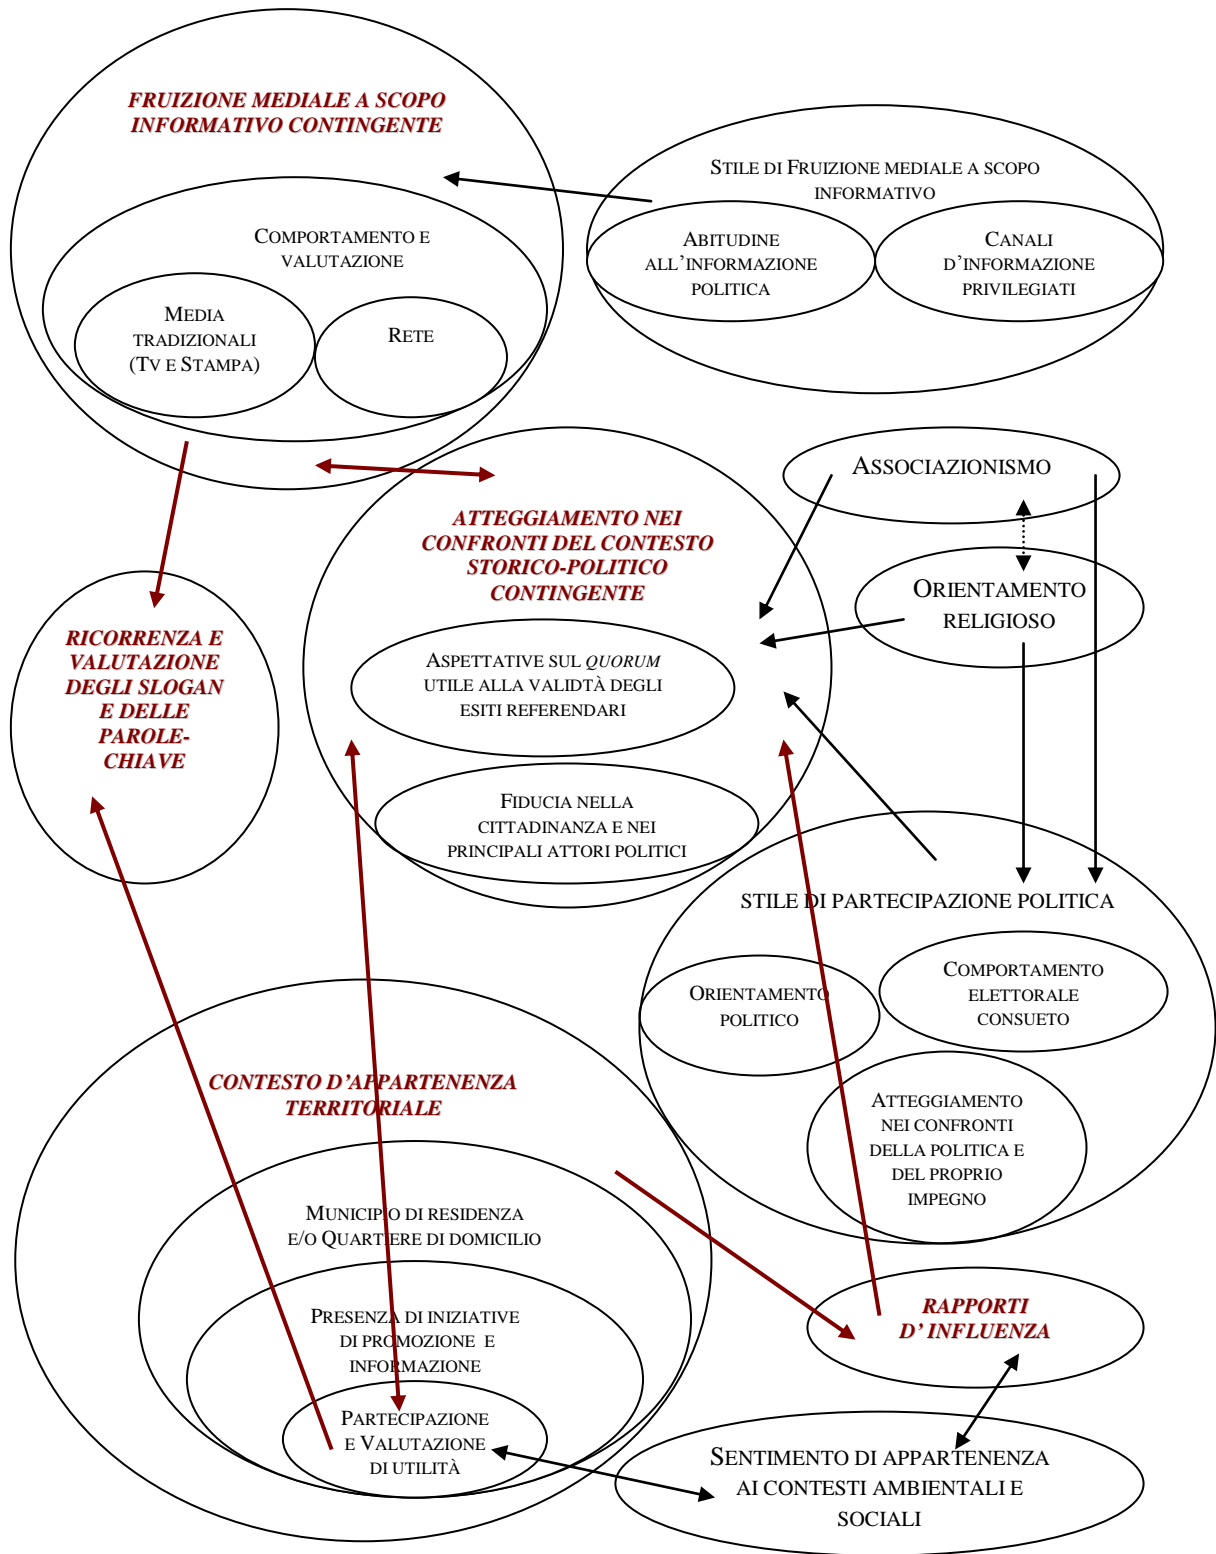 FRUIZIONE MEDIALE A SCOPO
INFORMATIVO CONTINGENTE
COMPORTAMENTO E
VALUTAZIONE
MEDIA
TRADIZIONALI
(TV E STAMPA)
RETE
STILE DI FRUIZIONE MEDIALE A SCOPO
INFORMATIVO
ABITUDINE
ALL'INFORMAZIONE
POLITICA
CANALI
D'INFORMAZIONE
PRIVILEGIATI
ASSOCIAZIONISMO
ORIENTAMENTO
RELIGIOSO
ATTEGGIAMENTO NEI
CONFRONTI DEL CONTESTO
STORICO-POLITICO
CONTINGENTE
ASPETTATIVE SUL QUORUM
UTILE ALLA VALIDTÀ DEGLI
ESITI REFERENDARI
FIDUCIA NELLA
CITTADINANZA E NEI
PRINCIPALI ATTORI POLITICI
RICORRENZA E
VALUTAZIONE
DEGLI SLOGAN
E DELLE
PAROLE-
CHIAVE
STILE DI PARTECIPAZIONE POLITICA
ORIENTAMENTO
POLITICO
COMPORTAMENTO
ELETTORALE
CONSUETO
ATTEGGIAMENTO
NEI CONFRONTI
DELLA POLITICA E
DEL PROPRIO
IMPEGNO
CONTESTO D'APPARTENENZA
TERRITORIALE
MUNICIPIO DI RESIDENZA
E/O QUARTIERE DI DOMICILIO
PRESENZA DI INIZIATIVE
DI PROMOZIONE E
INFORMAZIONE
PARTECIPAZIONE
E VALUTAZIONE
DI UTILITÀ
RAPPORTI
D' INFLUENZA
SENTIMENTO DI APPARTENENZA
AI CONTESTI AMBIENTALI E
SOCIALI